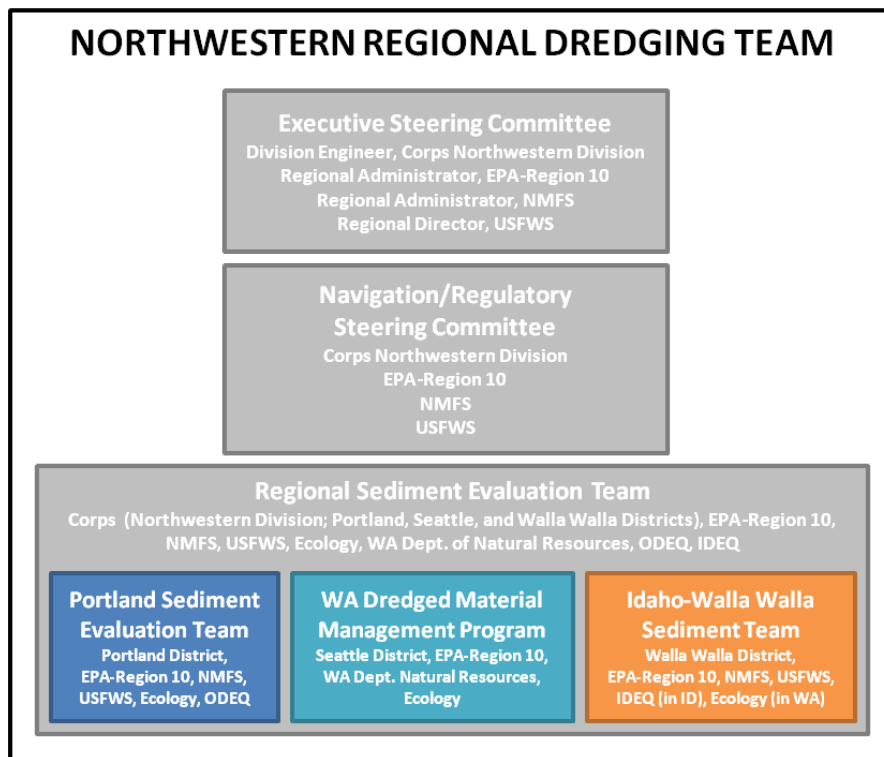 NORTHWESTERN REGIONAL DREDGING TEAM
Executive Steering Committee
Division Engineer, Corps Northwestern Division
Regional Administrator, EPA-Region 10
Regional Administrator, NMFS
Regional Director, USFWS
Navigation/Regulatory
Steering Committee
Corps Northwestern Division
EPA-Region 10
NMFS
USFWS
Regional Sediment Evaluation Team
Corps (Northwestern Division; Portland, Seattle, and Walla Walla Districts), EPA-Region 10,
NMFS, USFWS, Ecology, WA Dept. of Natural Resources, ODEQ, IDEQ
Portland Sediment
Evaluation Team
Portland District,
EPA-Region 10, NMFS,
USFWS, Ecology, ODEQ
WA Dredged Material
Management Program
Seattle District, EPA-Region 10,
WA Dept. Natural Resources,
Ecology
Idaho-Walla Walla
Sediment Team
Walla Walla District,
EPA-Region 10, NMFS, USFWS,
IDEQ (in ID), Ecology (in WA)